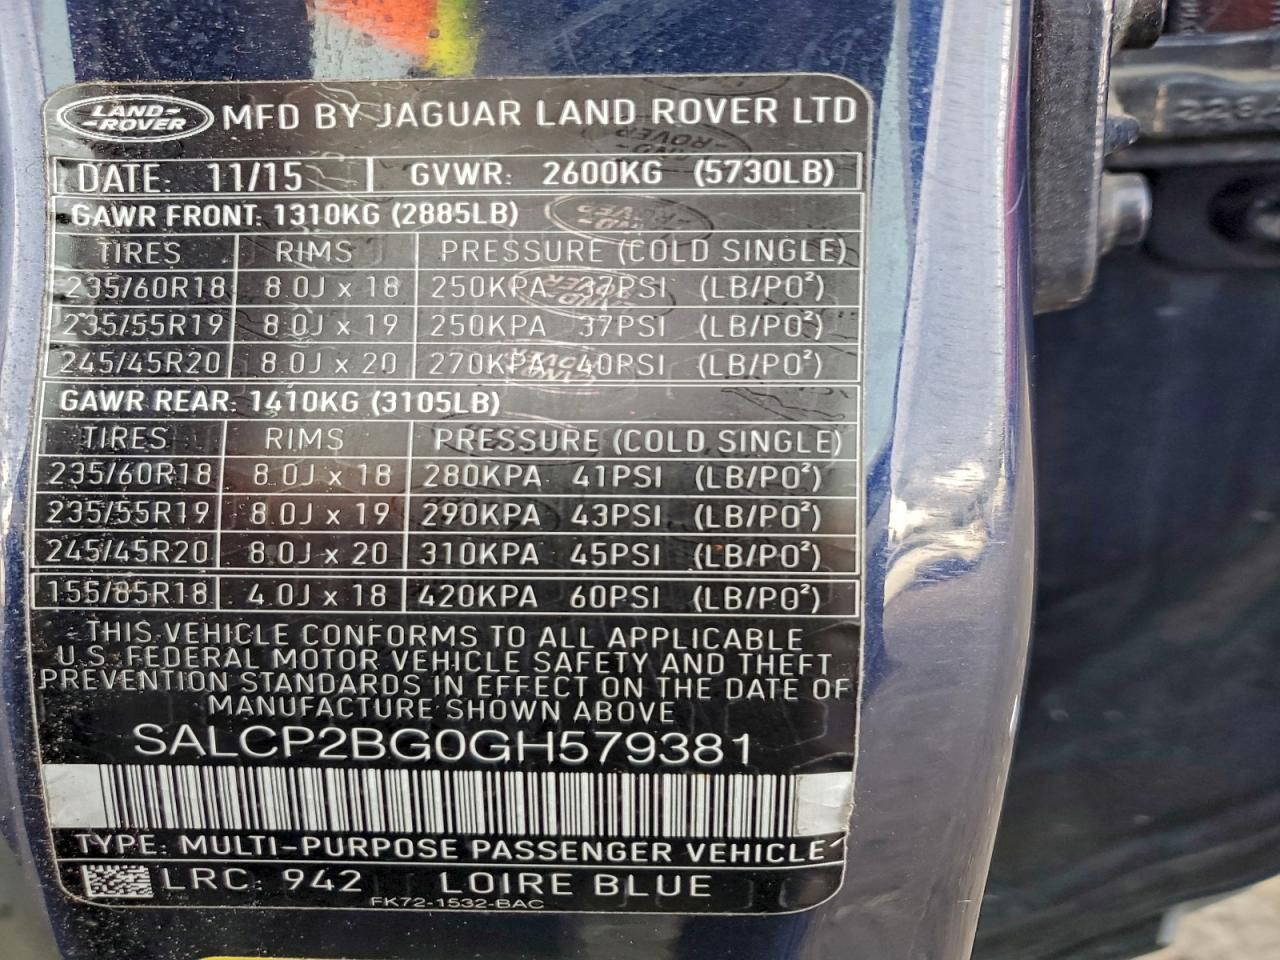 LAND-
-ROVER MFD BY JAGUAR LAND ROVER LTD
DATE: 11/15 GVWR: 2600KG (5730LB)
GAWR FRONT: 1310KG (2885LB)
TIRES RIMS PRESSURE (COLD SINGLE)
235/60R18 8.0J x 18 250KPA 37PSI (LB/PO²)
235/55R19 8.0J x 19 250KPA 37PSI (LB/PO²)
245/45R20 8.0J x 20 270KPA 40PSI (LB/PO²)
GAWR REAR: 1410KG (3105LB)
TIRES RIMS PRESSURE (COLD SINGLE)
235/60R18 8.0J x 18 280KPA 41PSI (LB/PO²)
235/55R19 8.0J x 19 290KPA 43PSI (LB/PO²)
245/45R20 8.0J x 20 310KPA 45PSI (LB/PO²)
155/85R18 4.0J x 18 420KPA 60PSI (LB/PO²)
THIS VEHICLE CONFORMS TO ALL APPLICABLE
U.S. FEDERAL MOTOR VEHICLE SAFETY AND THEFT
PREVENTION STANDARDS IN EFFECT ON THE DATE OF
MANUFACTURE SHOWN ABOVE
SALCP2BG0GH579381
TYPE: MULTI-PURPOSE PASSENGER VEHICLE
LRC: 942 LOIRE BLUE
FK72-1532-BAC